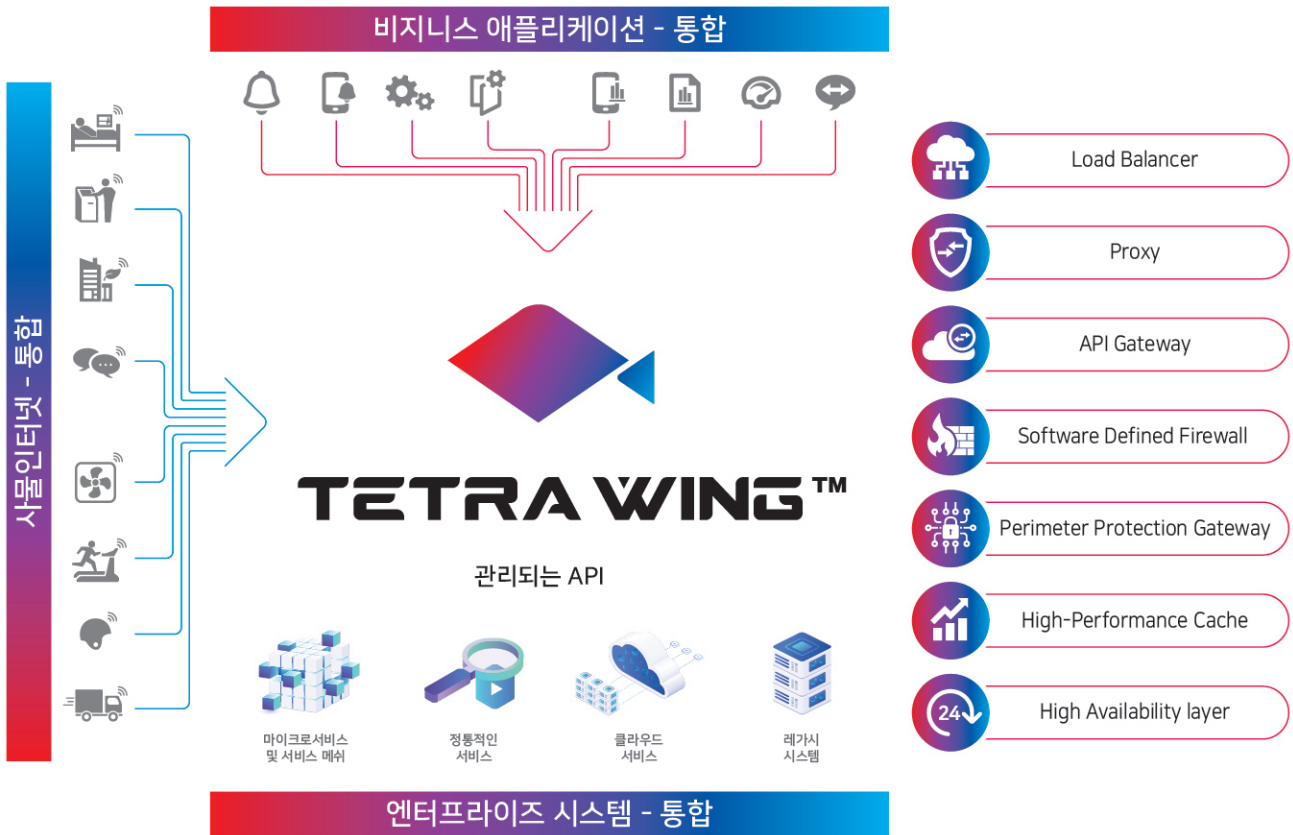 비지니스 애플리케이션 - 통합
사물인터넷 - 통합
TETRA WING™
관리되는 API
마이크로서비스
및 서비스 메쉬
정통적인
서비스
클라우드
서비스
레가시
시스템
엔터프라이즈 시스템 - 통합
Load Balancer
Proxy
API Gateway
Software Defined Firewall
Perimeter Protection Gateway
High-Performance Cache
24
High Availability layer